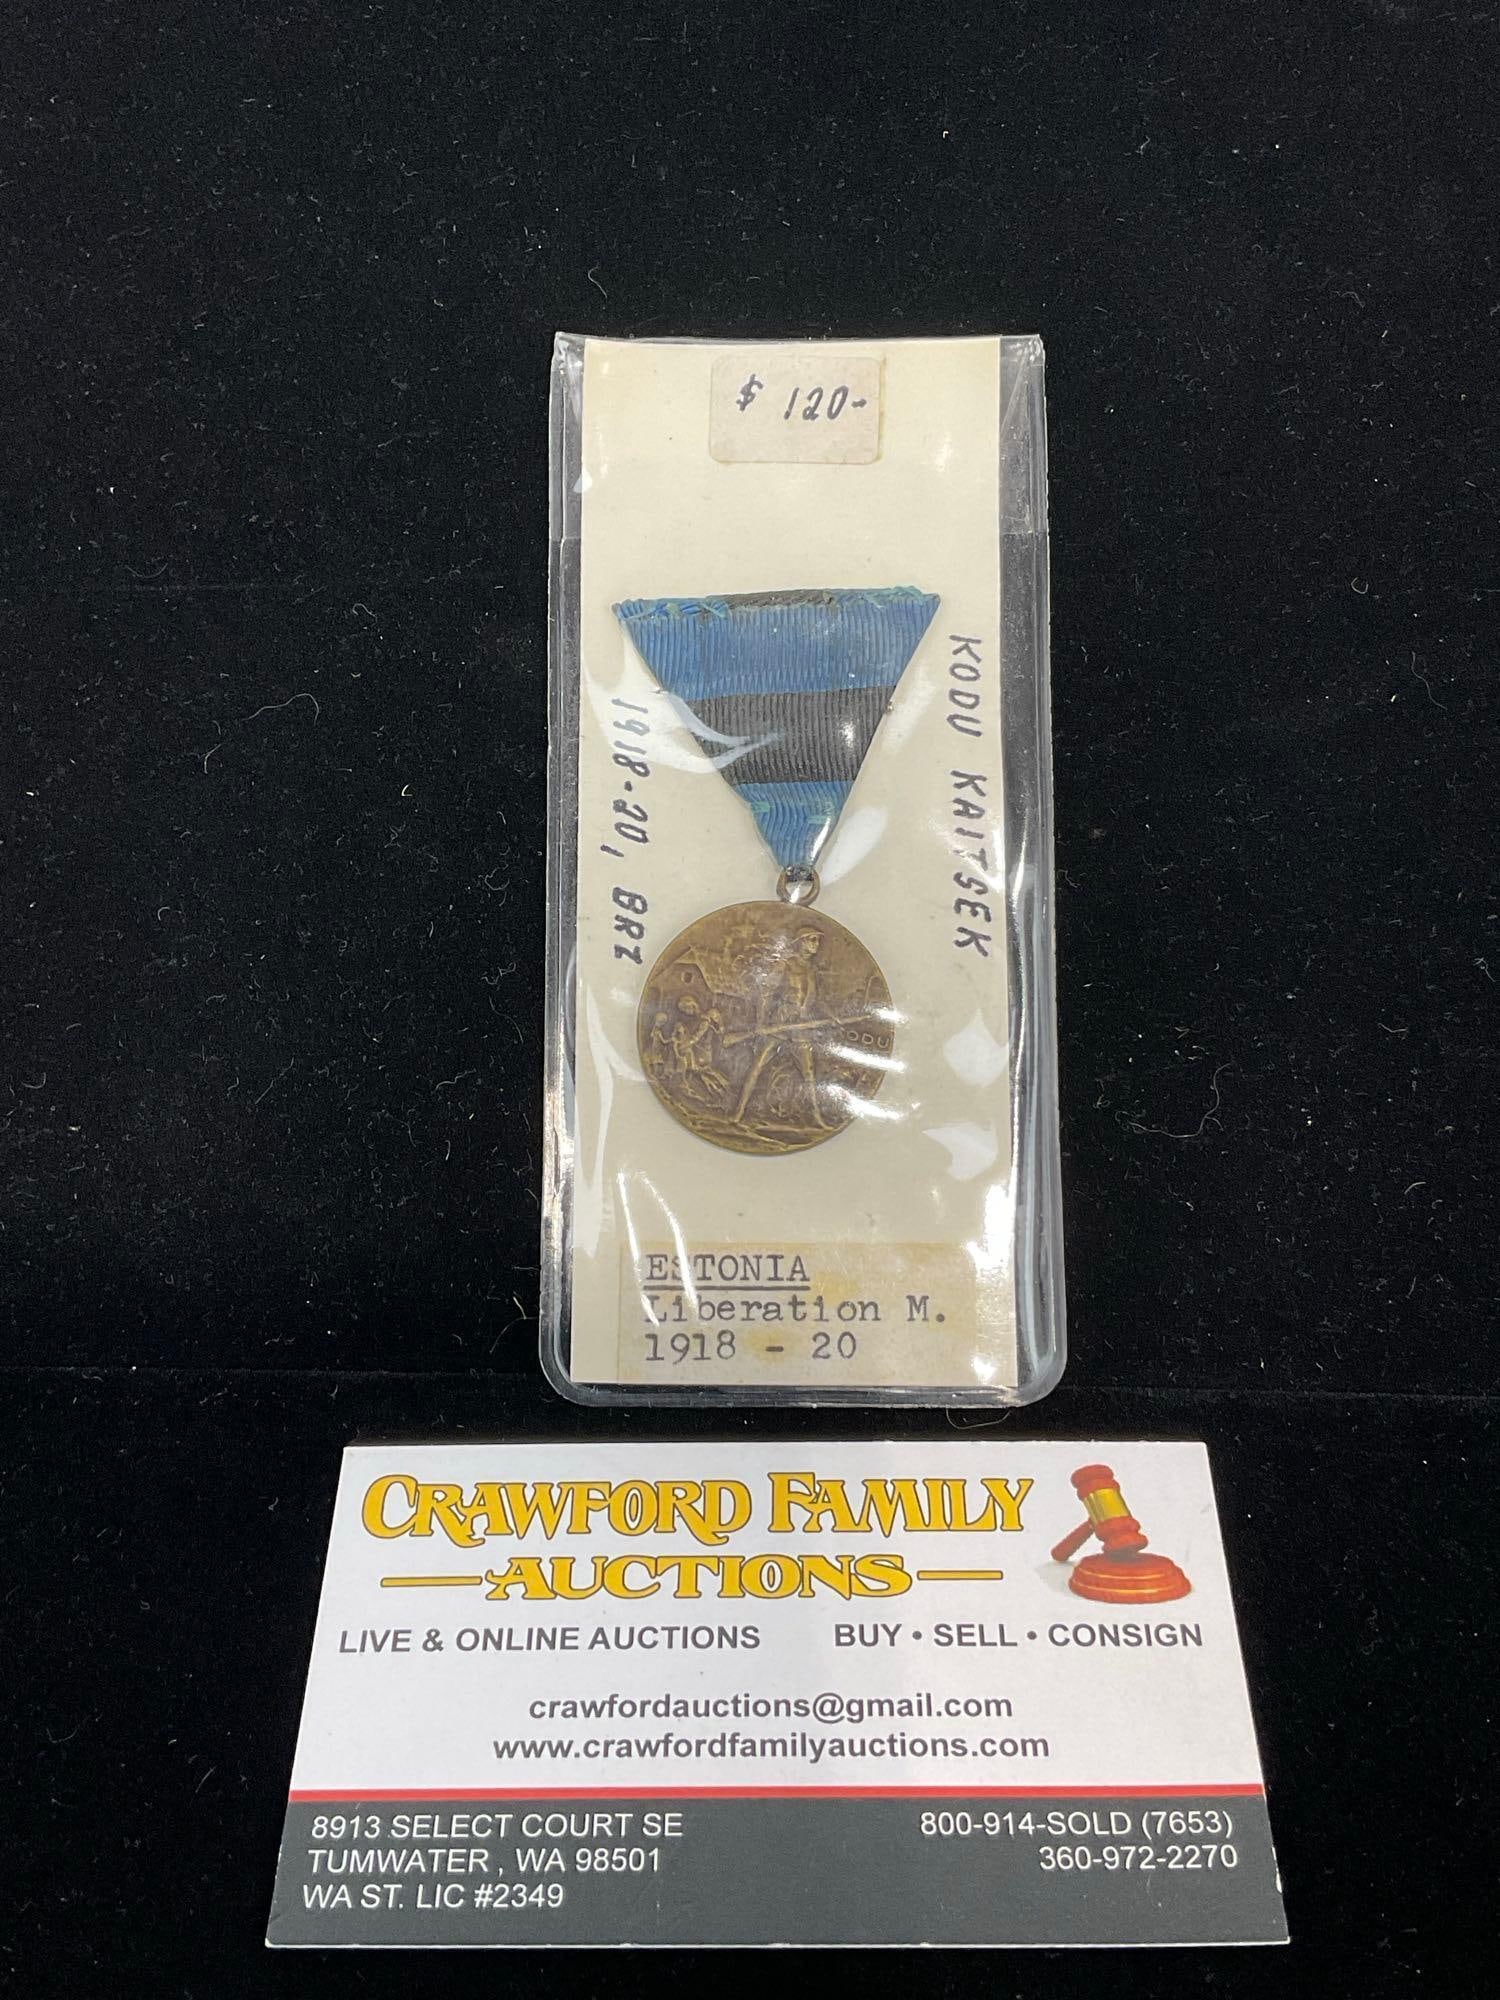 $ 120-
KODU KAITSEK
1918-20, BRZ
ODU
ESTONIA
Liberation M.
1918 - 20
CRAWFORD FAMILY
AUCTIONS
LIVE & ONLINE AUCTIONS BUY • SELL • CONSIGN
crawfordauctions@gmail.com
www.crawfordfamilyauctions.com
8913 SELECT COURT SE
TUMWATER , WA 98501
WA ST. LIC #2349
800-914-SOLD (7653)
360-972-2270